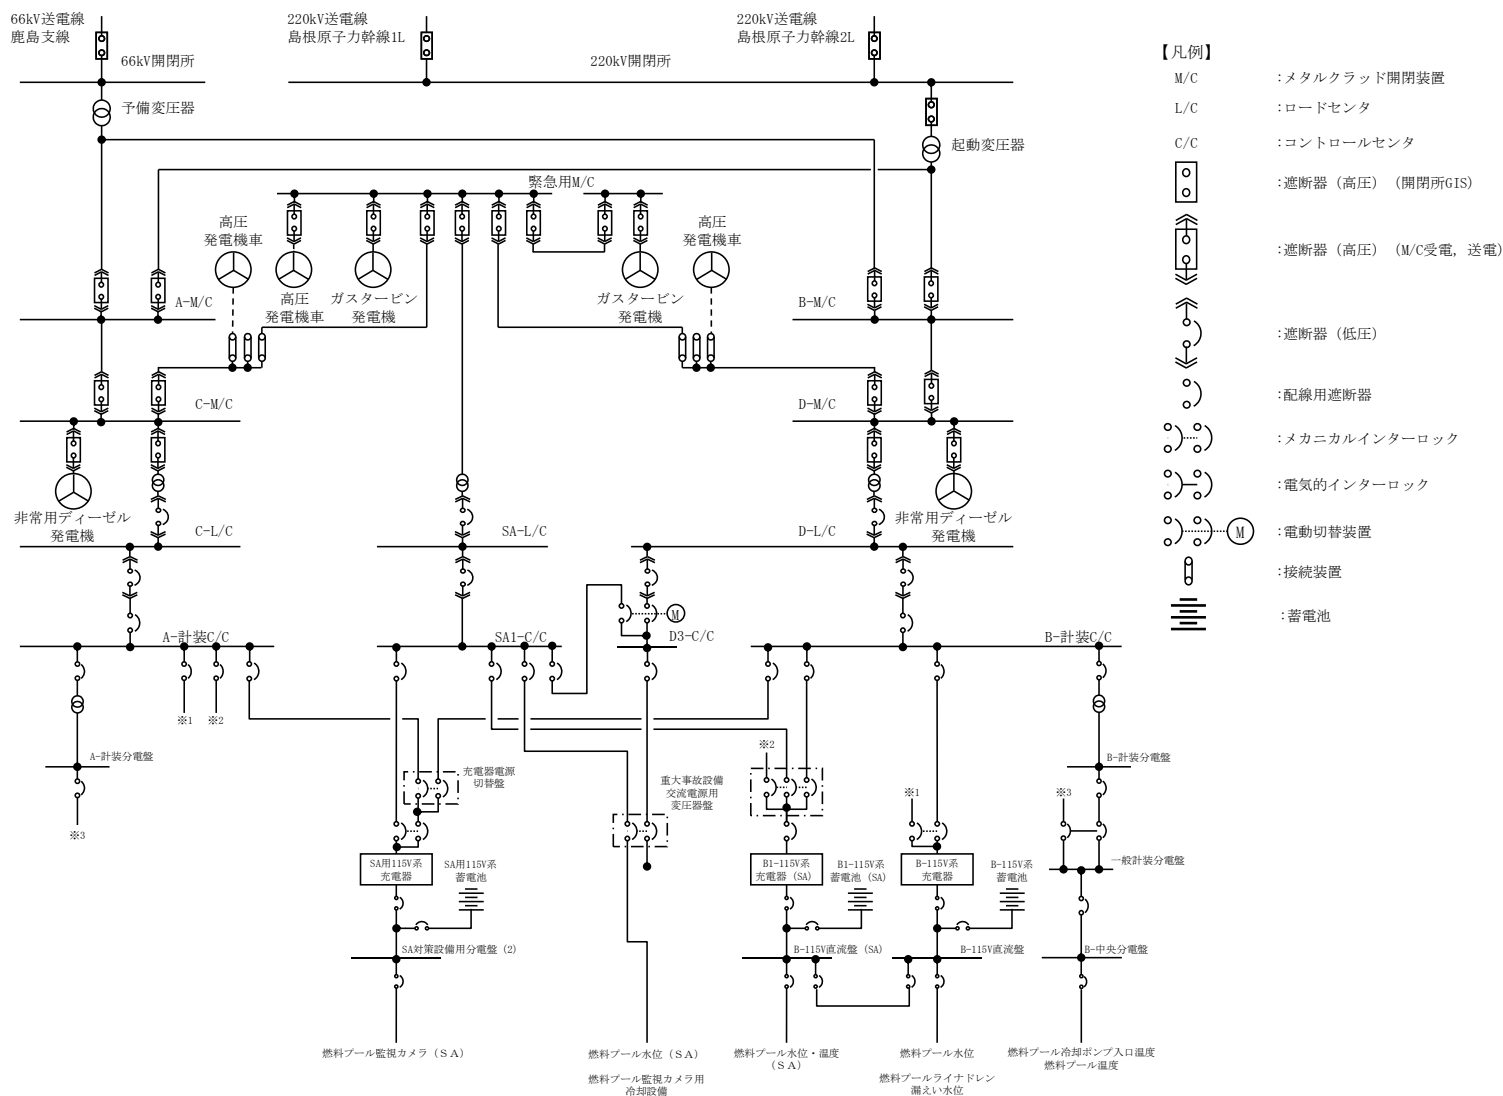 66kV送電線
鹿島支線
66kV開閉所
220kV送電線
島根原子力幹線1L
220kV開閉所
220kV送電線
島根原子力幹線2L
予備変圧器
起動変圧器
緊急用M/C
高圧
発電機車
高圧
発電機車
ガスタービン
発電機
ガスタービン
発電機
高圧
発電機車
A-M/C
B-M/C
C-M/C
D-M/C
非常用ディーゼル
発電機
C-L/C
SA-L/C
D-L/C
非常用ディーゼル
発電機
A-計装C/C
SA1-C/C
M
D3-C/C
B-計装C/C
※1
※2
A-計装分電盤
※3
充電器電源
切替盤
重大事故設備
交流電源用
変圧器盤
※2
※1
※3
B-計装分電盤
一般計装分電盤
SA用115V系
充電器
SA用115V系
蓄電池
B1-115V系
充電器（SA）
B1-115V系
蓄電池（SA）
B-115V系
充電器
B-115V系
蓄電池
SA対策設備用分電盤（2）
B-115V直流盤（SA）
B-115V直流盤
B-中央分電盤
燃料プール監視カメラ（ＳＡ）
燃料プール水位（ＳＡ）
燃料プール監視カメラ用
冷却設備
燃料プール水位・温度
（ＳＡ）
燃料プール水位
燃料プールライナドレン
漏えい水位
燃料プール冷却ポンプ入口温度
燃料プール温度
【凡例】
M/C :メタルクラッド開閉装置
L/C :ロードセンタ
C/C :コントロールセンタ
:遮断器（高圧）（開閉所GIS）
:遮断器（高圧）（M/C受電，送電）
:遮断器（低圧）
:配線用遮断器
:メカニカルインターロック
:電気的インターロック
M :電動切替装置
:接続装置
:蓄電池